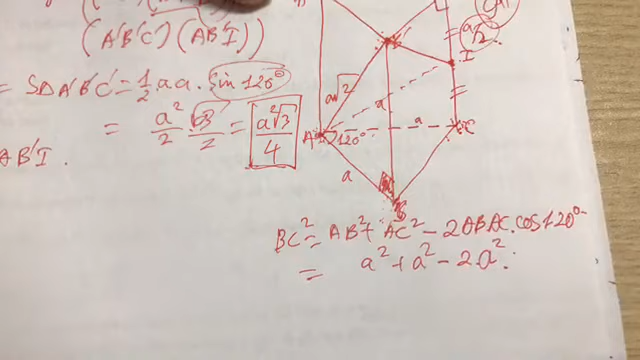 (A'B'C')(AB'I))
= SΔA'B'C' = 1/2 a a . Sin 120°
= a²/2 . √3/2 = a²√3/4
AB'I .
a/2
I
a√2
a
A 120° a C
a
B
BC² = AB² + AC² - 2AB AC . cos 120°
= a² + a² - 2a² .